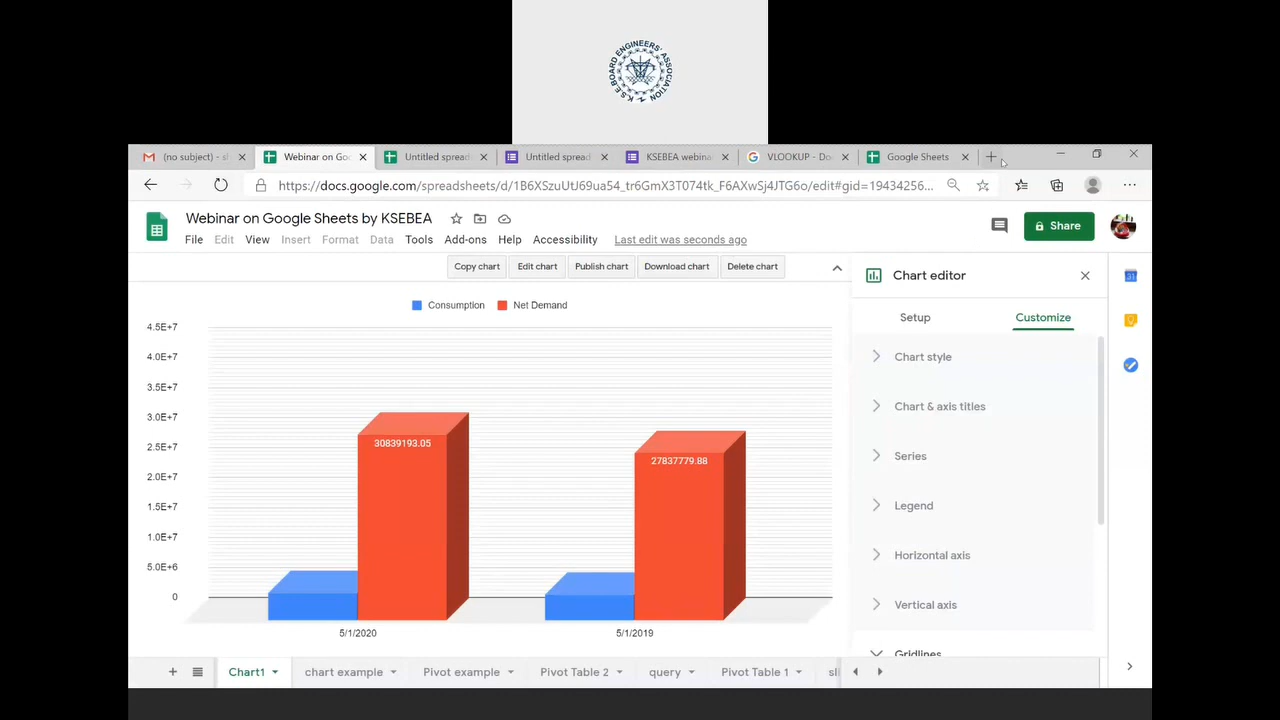 K.S.E.BOARD ENGINEERS' ASSOCIATION
(no subject) - s
Webinar on Goo
Untitled spread
Untitled spread
KSEBEA webina
VLOOKUP - Do
Google Sheets
https://docs.google.com/spreadsheets/d/1B6XSzuUtJ69ua54_tr6GmX3T074tk_F6AXwSj4JTG6o/edit#gid=19434256...
Webinar on Google Sheets by KSEBEA
Share
File Edit View Insert Format Data Tools Add-ons Help Accessibility Last edit was seconds ago
Copy chart Edit chart Publish chart Download chart Delete chart
Consumption Net Demand
4.5E+7
4.0E+7
3.5E+7
3.0E+7
2.5E+7
2.0E+7
1.5E+7
1.0E+7
5.0E+6
0
30839193.05
27837779.88
5/1/2020 5/1/2019
Chart editor
Setup Customize
Chart style
Chart & axis titles
Series
Legend
Horizontal axis
Vertical axis
Gridlines
31
+ Chart1 chart example Pivot example Pivot Table 2 query Pivot Table 1 sli